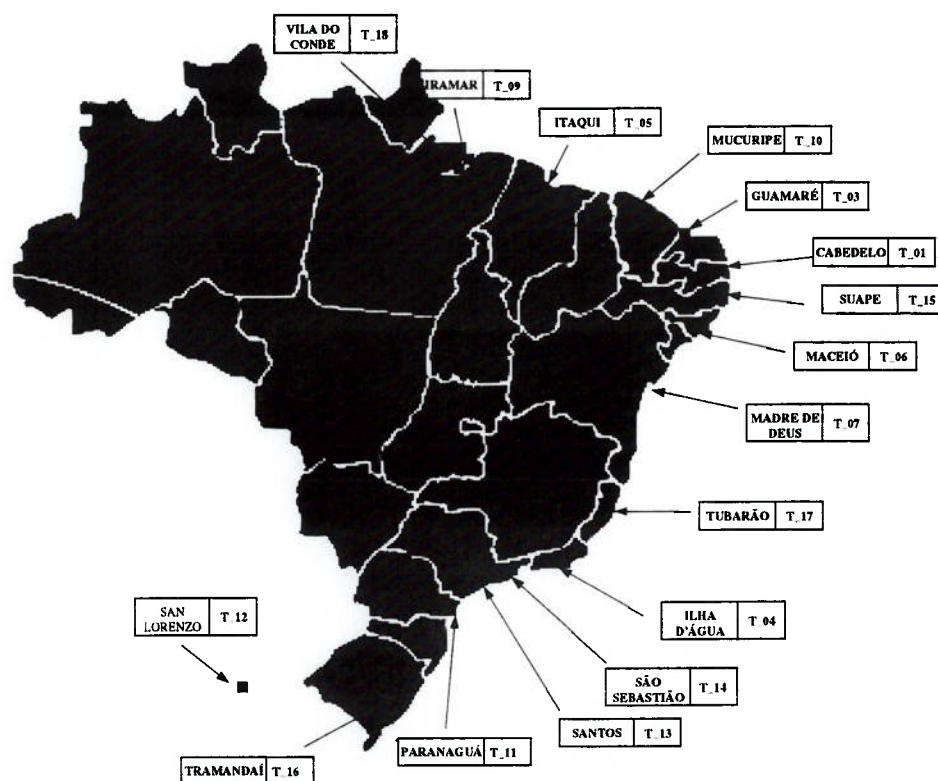 VILA DO
CONDE
T_18
IRAMAR T_09
ITAQUI T_05
MUCURIPE T_10
GUAMARÉ T_03
CABEDELO T_01
SUAPE T_15
MACEIÓ T_06
MADRE DE
DEUS
T_07
TUBARÃO T_17
SAN
LORENZO
T_12
ILHA
D'ÁGUA
T_04
SÃO
SEBASTIÃO
T_14
SANTOS T_13
PARANAGUÁ T_11
TRAMANDAÍ T_16